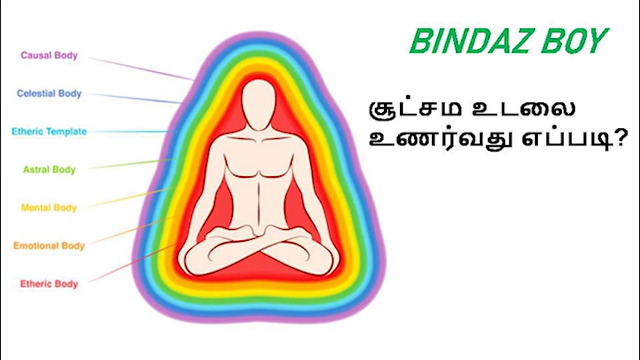 BINDAZ BOY
சூட்சம உடலை
உணர்வது எப்படி?
Causal Body
Celestial Body
Etheric Template
Astral Body
Mental Body
Emotional Body
Etheric Body